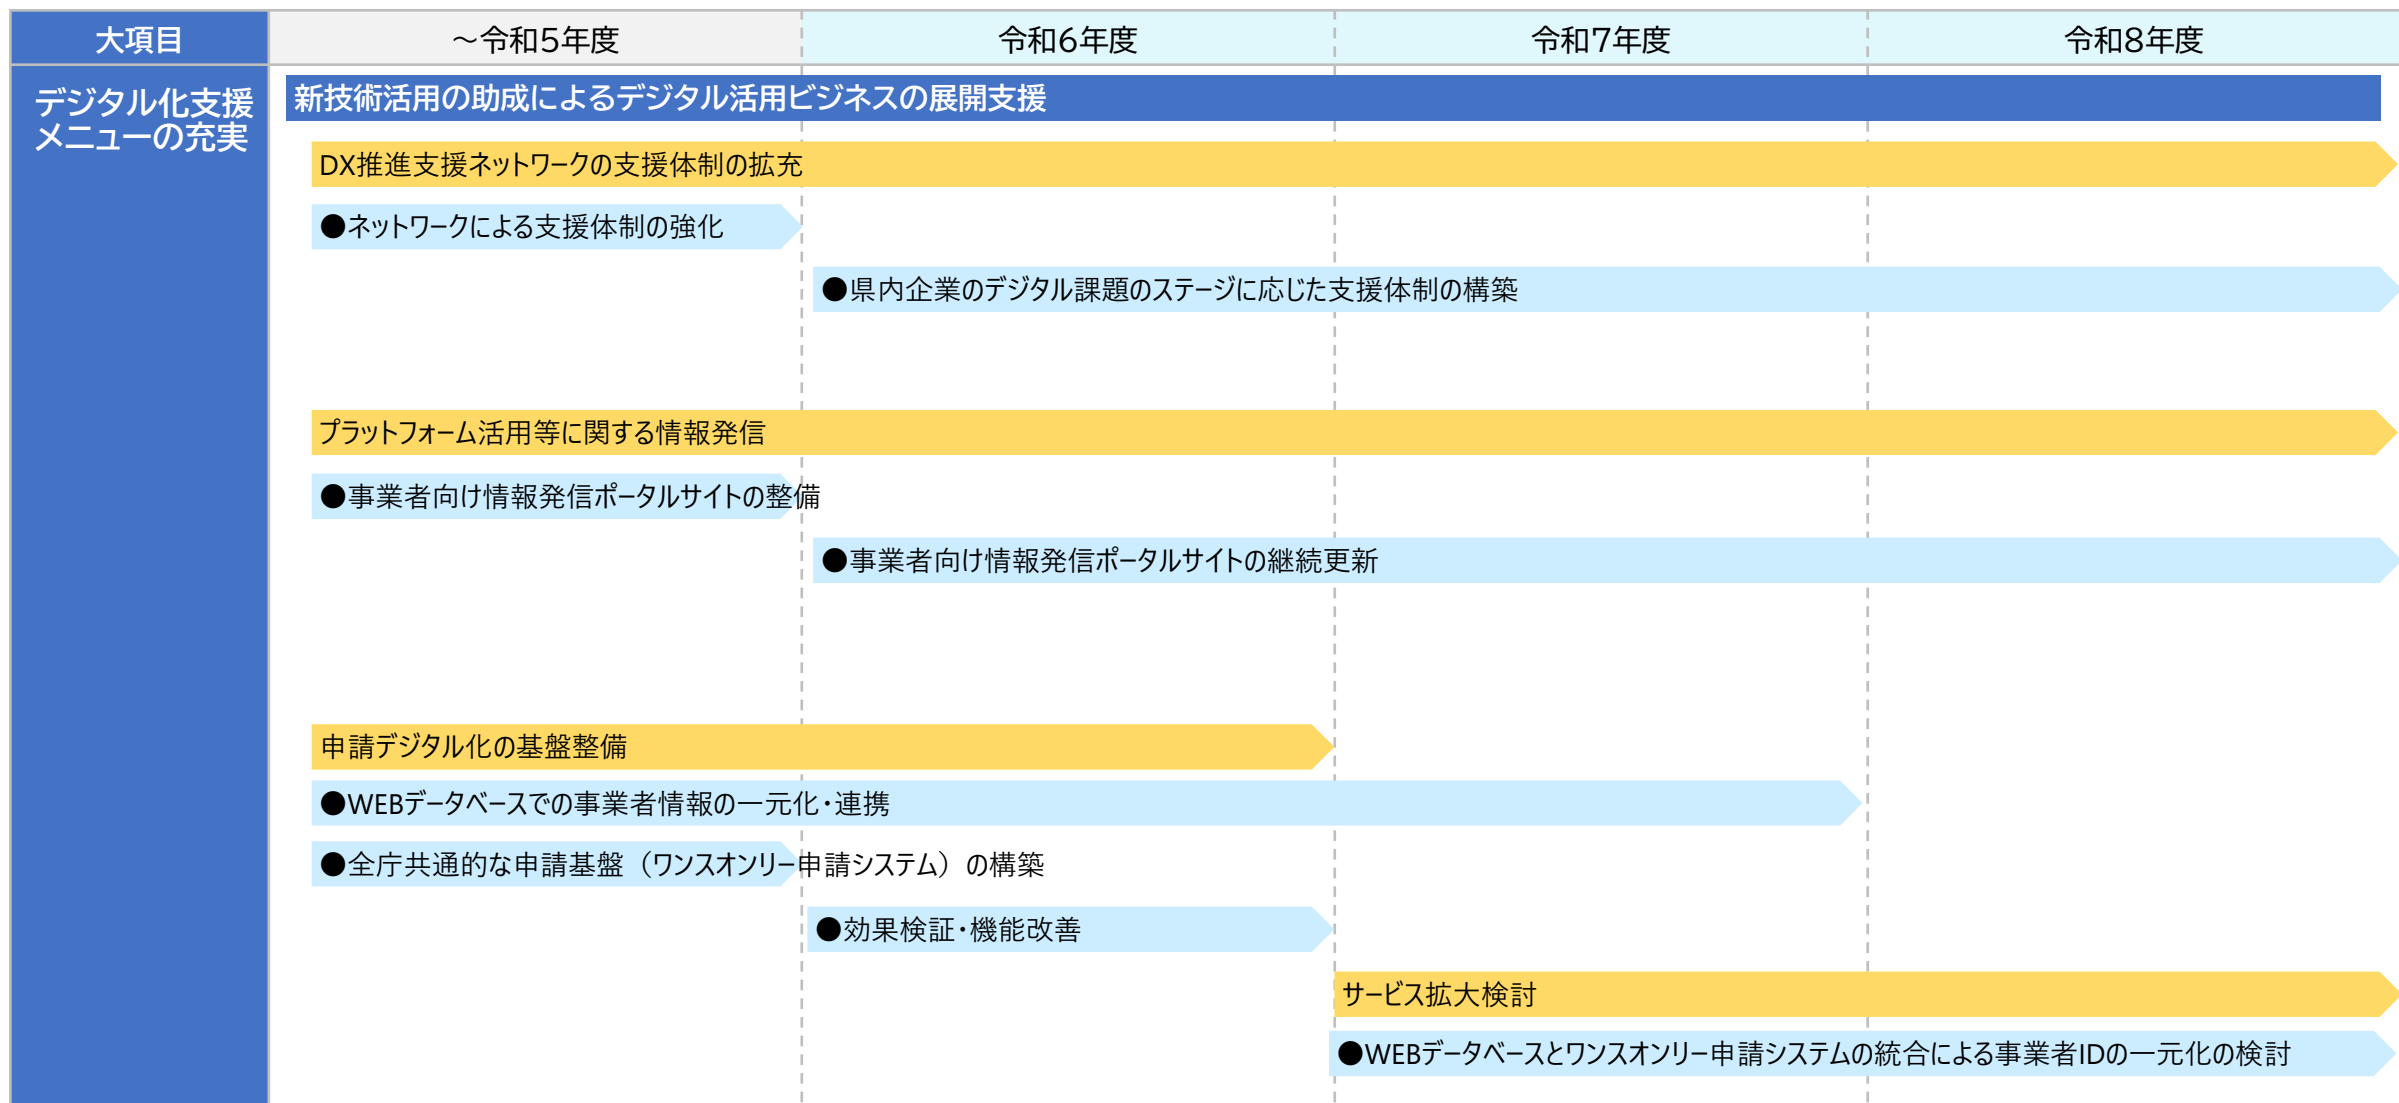 大項目
～令和5年度
令和6年度
令和7年度
令和8年度
デジタル化支援
メニューの充実
新技術活用の助成によるデジタル活用ビジネスの展開支援
DX推進支援ネットワークの支援体制の拡充
●ネットワークによる支援体制の強化
●県内企業のデジタル課題のステージに応じた支援体制の構築
プラットフォーム活用等に関する情報発信
●事業者向け情報発信ポータルサイトの整備
●事業者向け情報発信ポータルサイトの継続更新
申請デジタル化の基盤整備
●WEBデータベースでの事業者情報の一元化・連携
●全庁共通的な申請基盤（ワンスオンリー申請システム）の構築
●効果検証・機能改善
サービス拡大検討
●WEBデータベースとワンスオンリー申請システムの統合による事業者IDの一元化の検討